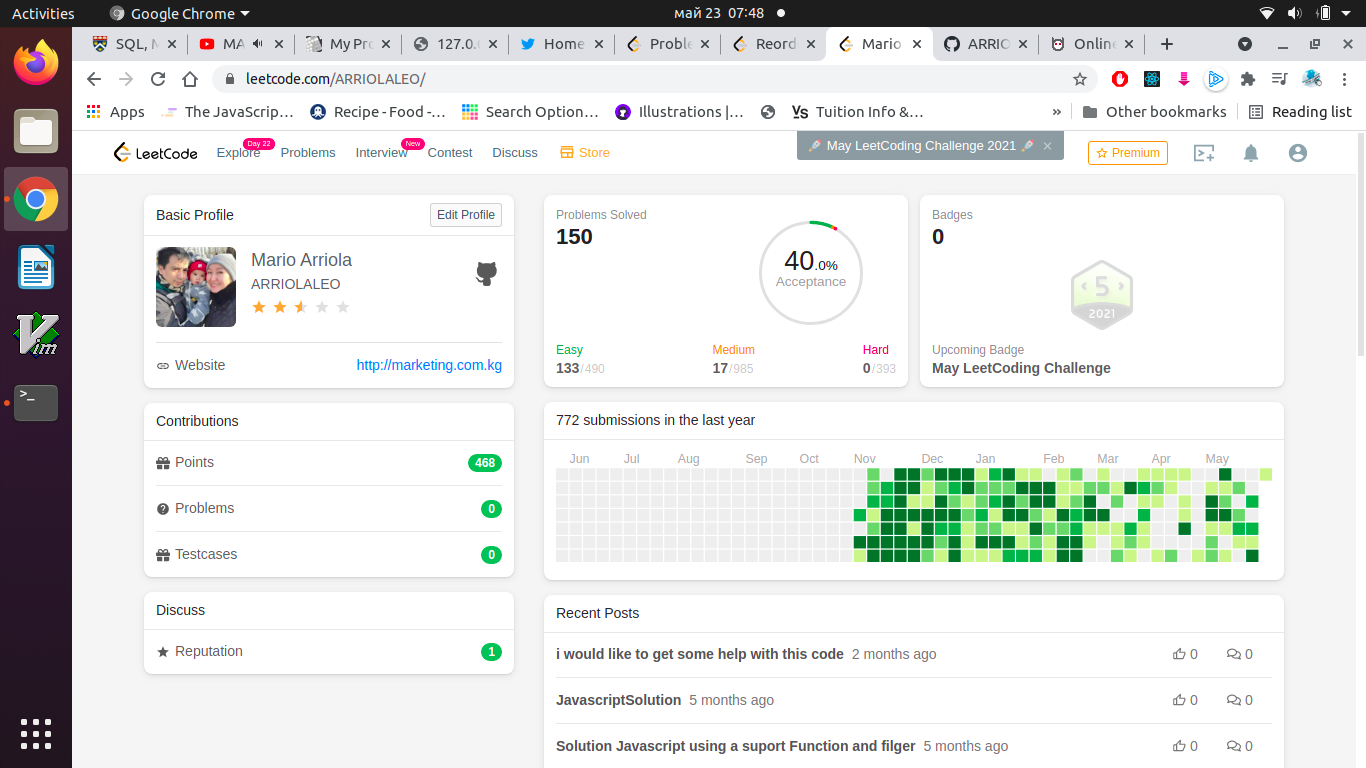 Activities Google Chrome май 23 07:48
SQL, M MA My Pro 127.0. Home Proble Reord Mario ARRIO Online
leetcode.com/ARRIOLALEO/
Apps The JavaScrip… Recipe - Food -… Search Option… Illustrations |… Tuition Info &… » Other bookmarks Reading list
LeetCode Explore Day 22 Problems Interview New Contest Discuss Store May LeetCoding Challenge 2021 × Premium
Basic Profile Edit Profile
Mario Arriola
ARRIOLALEO
Website http://marketing.com.kg
Contributions
Points 468
Problems 0
Testcases 0
Discuss
Reputation 1
Problems Solved
150
40.0%
Acceptance
Easy Medium Hard
133/490 17/985 0/393
Badges
0
5
2021
Upcoming Badge
May LeetCoding Challenge
772 submissions in the last year
Jun Jul Aug Sep Oct Nov Dec Jan Feb Mar Apr May
Recent Posts
i would like to get some help with this code 2 months ago 0 0
JavascriptSolution 5 months ago 0 0
Solution Javascript using a suport Function and filger 5 months ago 0 0